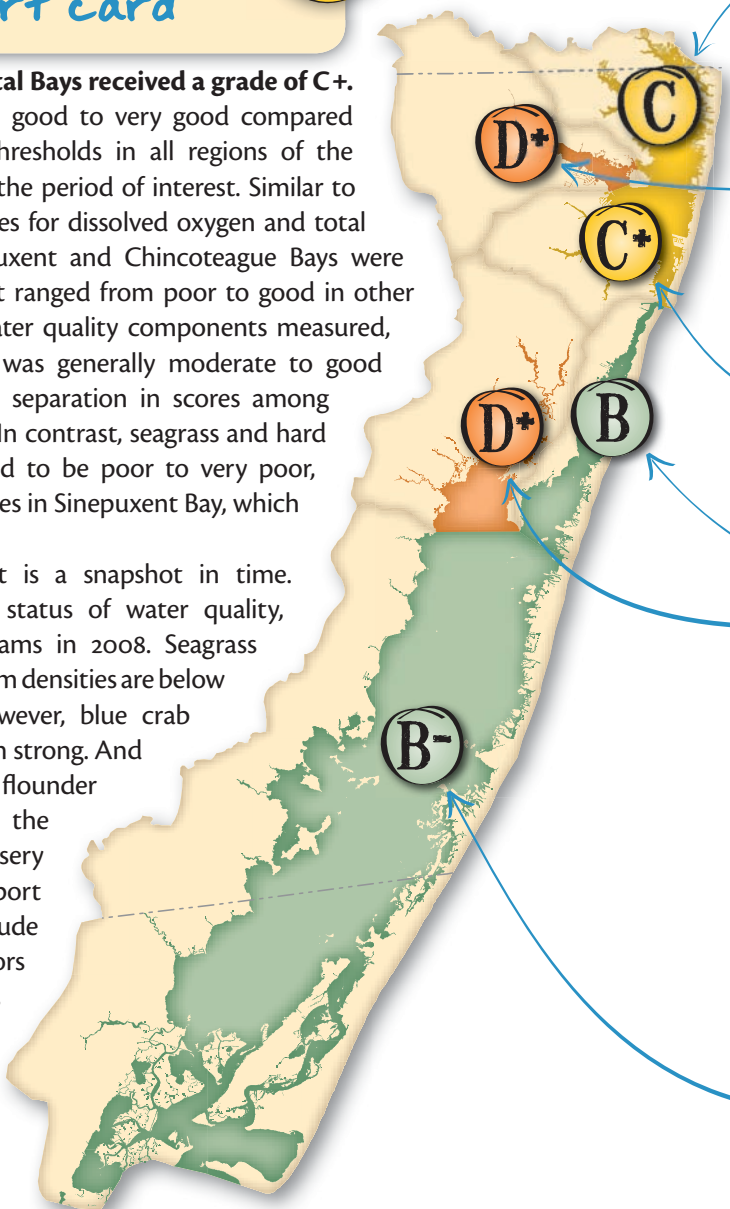 rt card
tal Bays received a grade of C+.
good to very good compared
hresholds in all regions of the
the period of interest. Similar to
es for dissolved oxygen and total
uxent and Chincoteague Bays were
t ranged from poor to good in other
ater quality components measured,
was generally moderate to good
separation in scores among
In contrast, seagrass and hard
d to be poor to very poor,
es in Sinepuxent Bay, which
t is a snapshot in time.
status of water quality,
ams in 2008. Seagrass
m densities are below
wever, blue crab
n strong. And
flounder
the
sery
port
ude
ors
C
D+
C+
D+
B
B-